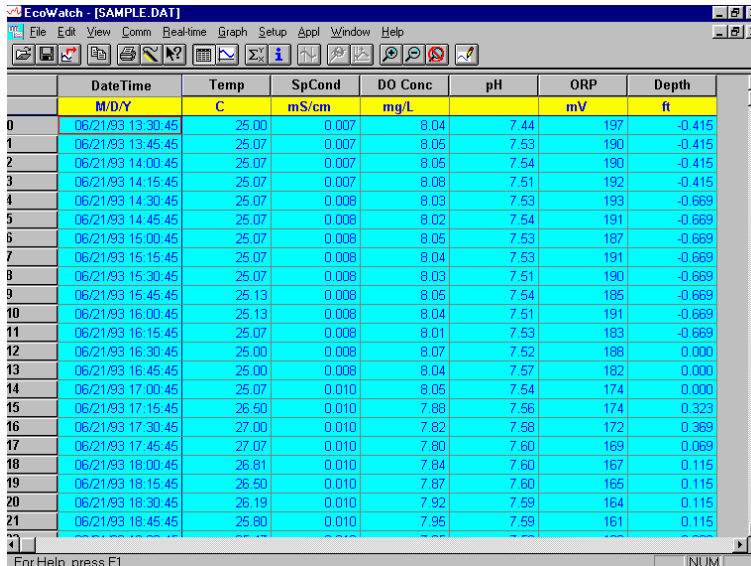 EcoWatch - [SAMPLE.DAT]
File Edit View Comm Real-time Graph Setup Appl Window Help
DateTime Temp SpCond DO Conc pH ORP Depth
M/D/Y C mS/cm mg/L mV ft
0 06/21/93 13:30:45 25.00 0.007 8.04 7.44 197 -0.415
1 06/21/93 13:45:45 25.07 0.007 8.05 7.53 190 -0.415
2 06/21/93 14:00:45 25.07 0.007 8.05 7.54 190 -0.415
3 06/21/93 14:15:45 25.07 0.007 8.08 7.51 192 -0.415
4 06/21/93 14:30:45 25.07 0.008 8.03 7.53 193 -0.669
5 06/21/93 14:45:45 25.07 0.008 8.02 7.54 191 -0.669
6 06/21/93 15:00:45 25.07 0.008 8.05 7.53 187 -0.669
7 06/21/93 15:15:45 25.07 0.008 8.04 7.53 191 -0.669
8 06/21/93 15:30:45 25.07 0.008 8.03 7.51 190 -0.669
9 06/21/93 15:45:45 25.13 0.008 8.05 7.54 185 -0.669
10 06/21/93 16:00:45 25.13 0.008 8.04 7.51 191 -0.669
11 06/21/93 16:15:45 25.07 0.008 8.01 7.53 183 -0.669
12 06/21/93 16:30:45 25.00 0.008 8.07 7.52 188 0.000
13 06/21/93 16:45:45 25.00 0.008 8.04 7.57 182 0.000
14 06/21/93 17:00:45 25.07 0.010 8.05 7.54 174 0.000
15 06/21/93 17:15:45 26.50 0.010 7.88 7.56 174 0.323
16 06/21/93 17:30:45 27.00 0.010 7.82 7.58 172 0.369
17 06/21/93 17:45:45 27.07 0.010 7.80 7.60 169 0.069
18 06/21/93 18:00:45 26.81 0.010 7.84 7.60 167 0.115
19 06/21/93 18:15:45 26.50 0.010 7.87 7.60 165 0.115
20 06/21/93 18:30:45 26.19 0.010 7.92 7.59 164 0.115
21 06/21/93 18:45:45 25.80 0.010 7.95 7.59 161 0.115
For Help, press F1 NUM